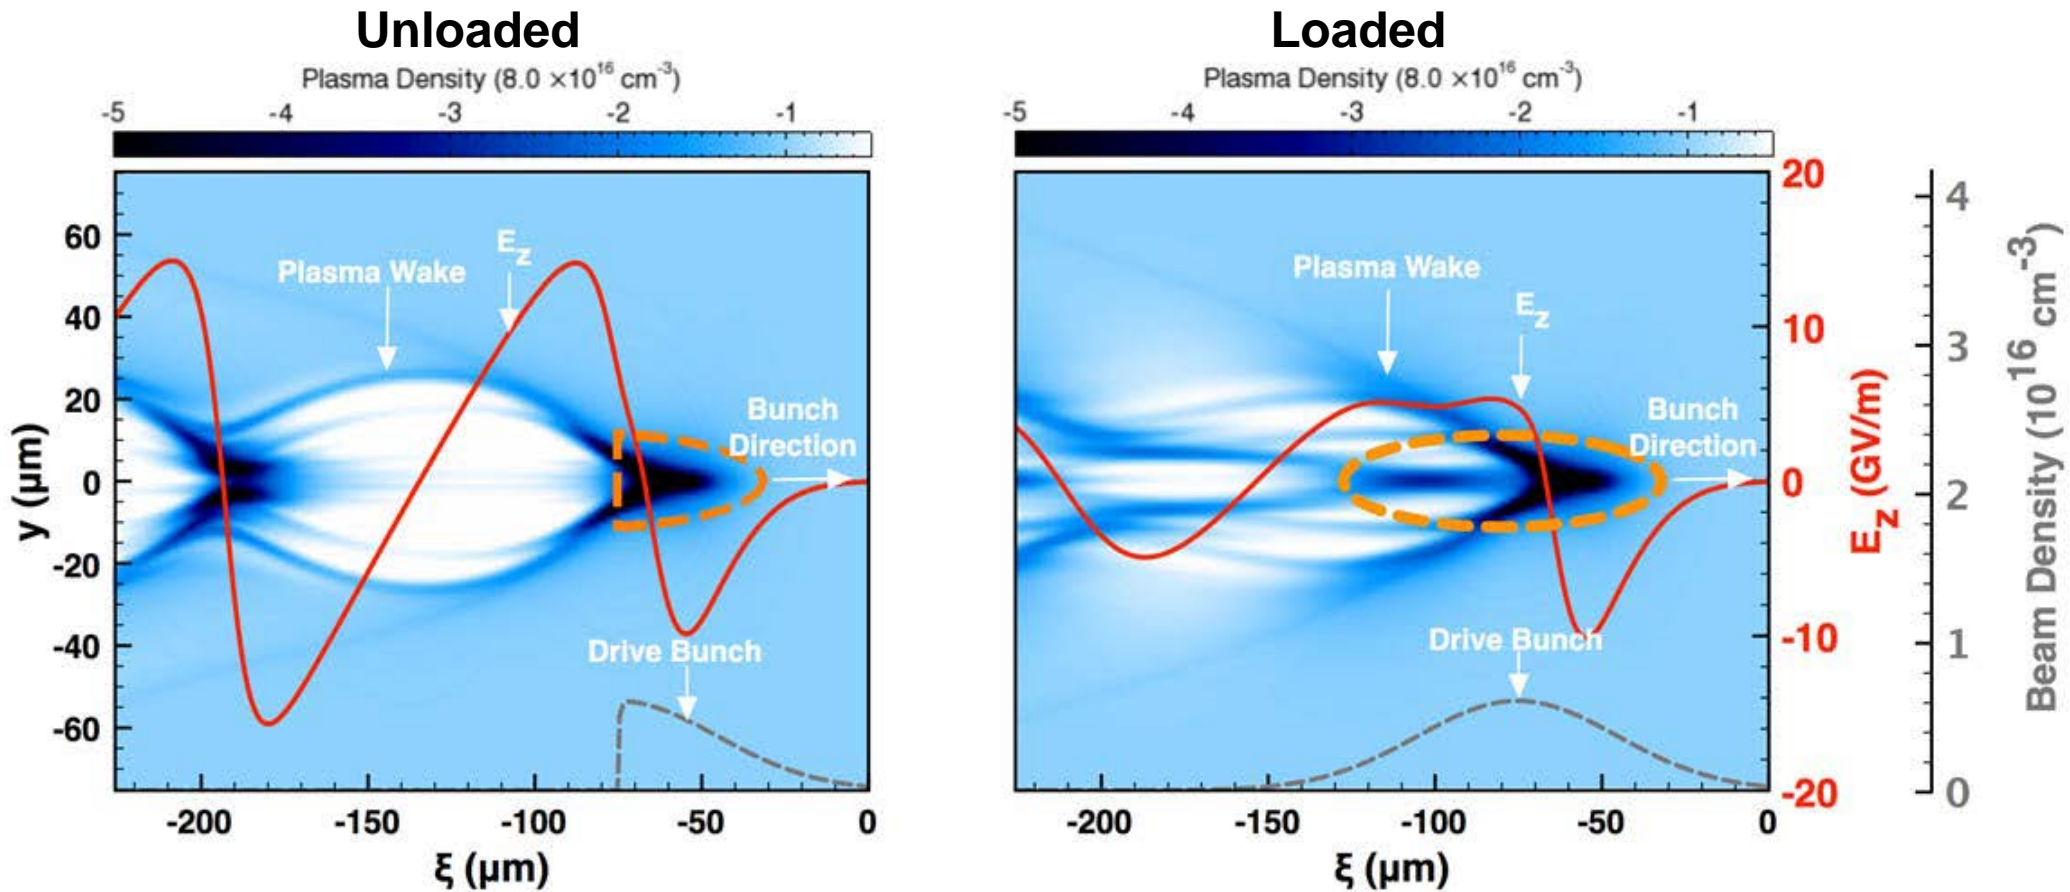 Unloaded
Plasma Density (8.0 ×10¹⁶ cm⁻³)
-5 -4 -3 -2 -1
60
40
20
0
-20
-40
-60
y (µm)
Plasma Wake
E_z
Bunch
Direction
Drive Bunch
-200 -150 -100 -50 0
ξ (µm)
Loaded
Plasma Density (8.0 ×10¹⁶ cm⁻³)
-5 -4 -3 -2 -1
Plasma Wake
E_z
Bunch
Direction
Drive Bunch
-200 -150 -100 -50 0
ξ (µm)
20
10
0
-10
-20
E_z (GV/m)
4
3
2
1
0
Beam Density (10¹⁶ cm⁻³)